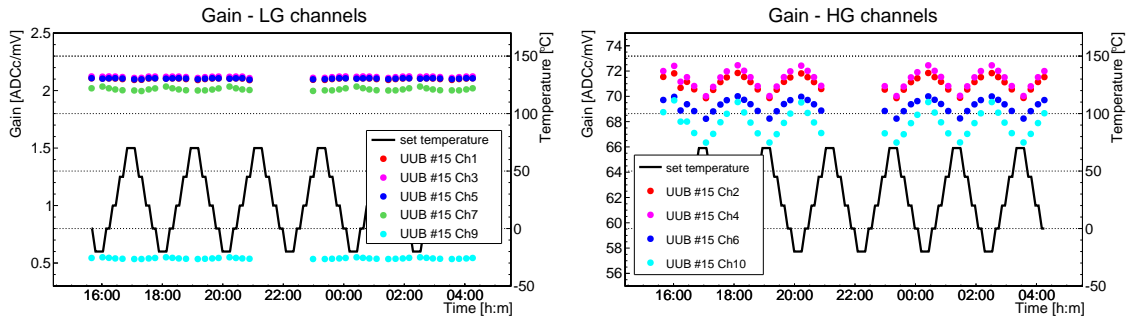 Gain - LG channels
Gain [ADCc/mV]
2.5
2
1.5
1
0.5
150
100
50
0
-50
Temperature [°C]
set temperature
UUB #15 Ch1
UUB #15 Ch3
UUB #15 Ch5
UUB #15 Ch7
UUB #15 Ch9
16:00 18:00 20:00 22:00 00:00 02:00 04:00
Time [h:m]
Gain - HG channels
Gain [ADCc/mV]
74
72
70
68
66
64
62
60
58
56
150
100
50
0
-50
Temperature [°C]
set temperature
UUB #15 Ch2
UUB #15 Ch4
UUB #15 Ch6
UUB #15 Ch10
16:00 18:00 20:00 22:00 00:00 02:00 04:00
Time [h:m]